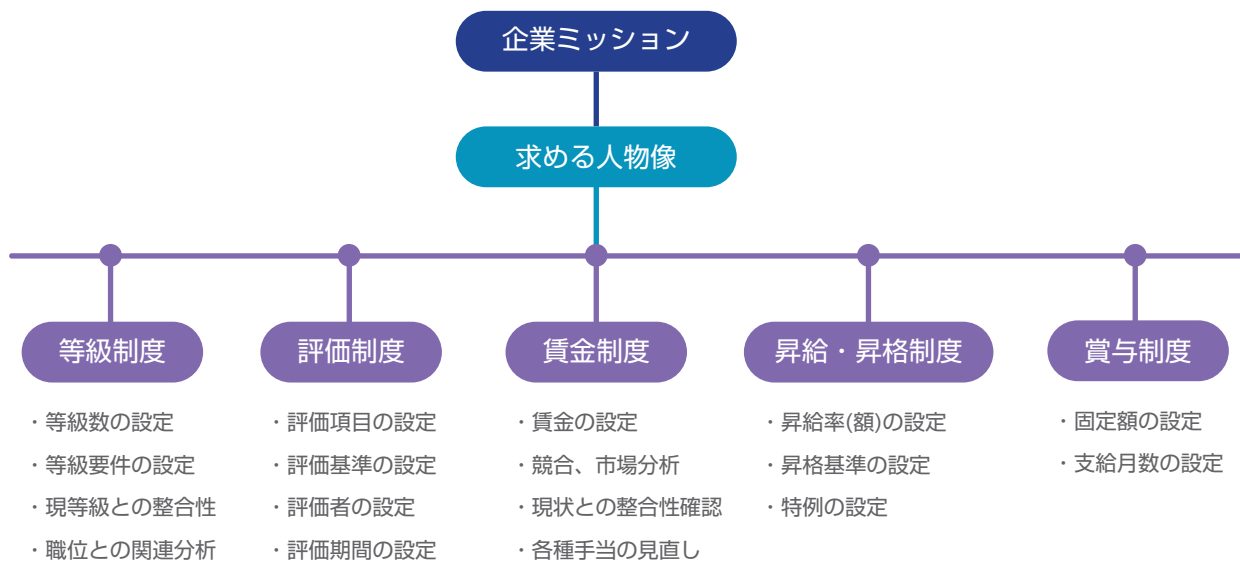 企業ミッション
求める人物像
等級制度
・等級数の設定
・等級要件の設定
・現等級との整合性
・職位との関連分析
評価制度
・評価項目の設定
・評価基準の設定
・評価者の設定
・評価期間の設定
賃金制度
・賃金の設定
・競合、市場分析
・現状との整合性確認
・各種手当の見直し
昇給・昇格制度
・昇給率(額)の設定
・昇格基準の設定
・特例の設定
賞与制度
・固定額の設定
・支給月数の設定